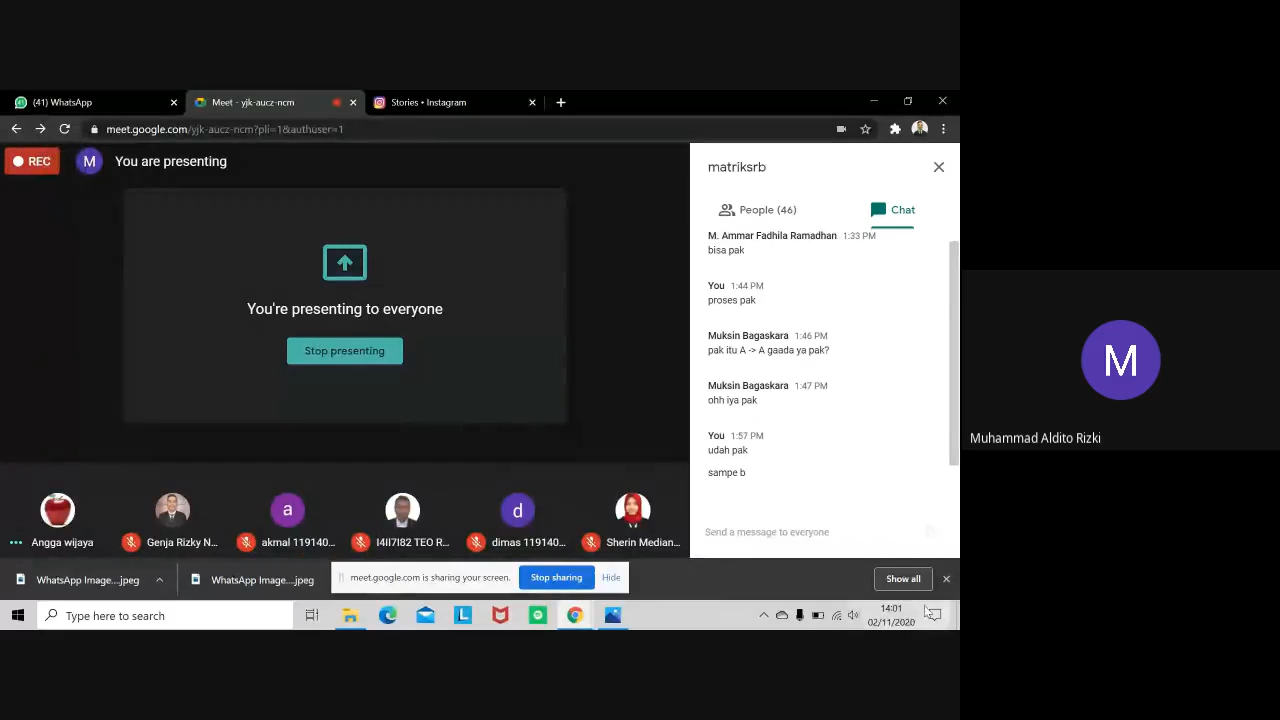 (41) WhatsApp
Meet - yjk-aucz-ncm
Stories • Instagram
meet.google.com/yjk-aucz-ncm?pli=1&authuser=1
REC
M
You are presenting
matriksrb
People (46)
Chat
M. Ammar Fadhila Ramadhan 1:33 PM
bisa pak
You 1:44 PM
proses pak
Muksin Bagaskara 1:46 PM
pak itu A -> A gaada ya pak?
Muksin Bagaskara 1:47 PM
ohh iya pak
You 1:57 PM
udah pak
sampe b
Send a message to everyone
You're presenting to everyone
Stop presenting
a
d
Angga wijaya
Genja Rizky N...
akmal 119140...
I4II7I82 TEO R...
dimas 119140...
Sherin Median...
M
Muhammad Aldito Rizki
WhatsApp Image....jpeg
WhatsApp Image....jpeg
meet.google.com is sharing your screen.
Stop sharing
Hide
Show all
Type here to search
L
14:01
02/11/2020